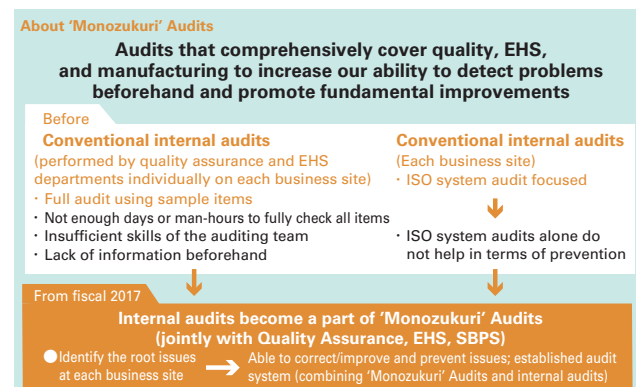 About ‘Monozukuri’ Audits
Audits that comprehensively cover quality, EHS,
and manufacturing to increase our ability to detect problems
beforehand and promote fundamental improvements
Before
Conventional internal audits
(performed by quality assurance and EHS
departments individually on each business site)
・Full audit using sample items
・Not enough days or man-hours to fully check all items
・Insufficient skills of the auditing team
・Lack of information beforehand
Conventional internal audits
(Each business site)
・ISO system audit focused
・ISO system audits alone do
not help in terms of prevention
From fiscal 2017
Internal audits become a part of ‘Monozukuri’ Audits
(jointly with Quality Assurance, EHS, SBPS)
●Identify the root issues
at each business site
Able to correct/improve and prevent issues; established audit
system (combining ‘Monozukuri’ Audits and internal audits)